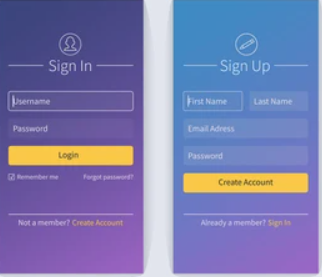 Sign In
Username
Password
Login
Remember me Forgot password?
Not a member? Create Account
Sign Up
First Name Last Name
Email Adress
Password
Create Account
Already a member? Sign In